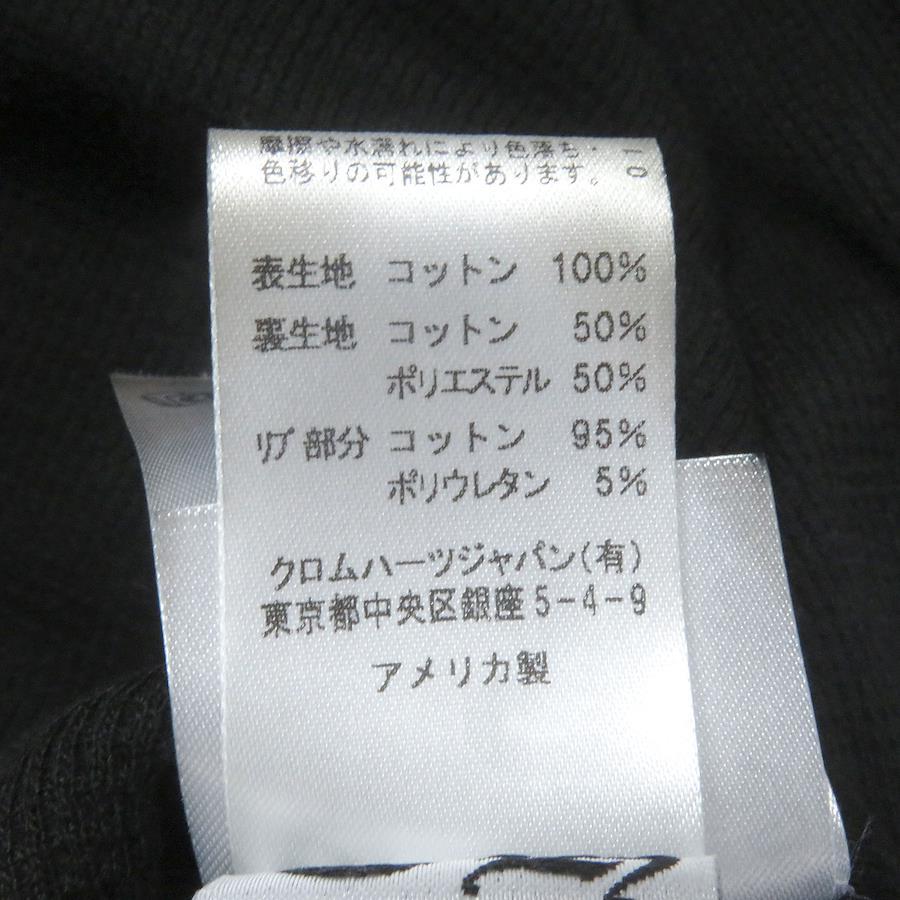 摩擦や水濡れにより色落ち・
色移りの可能性があります。
01
表生地 コットン 100%
裏生地 コットン 50%
ポリエステル 50%
リブ部分 コットン 95%
ポリウレタン 5%
クロムハーツジャパン(有)
東京都中央区銀座5-4-9
アメリカ製